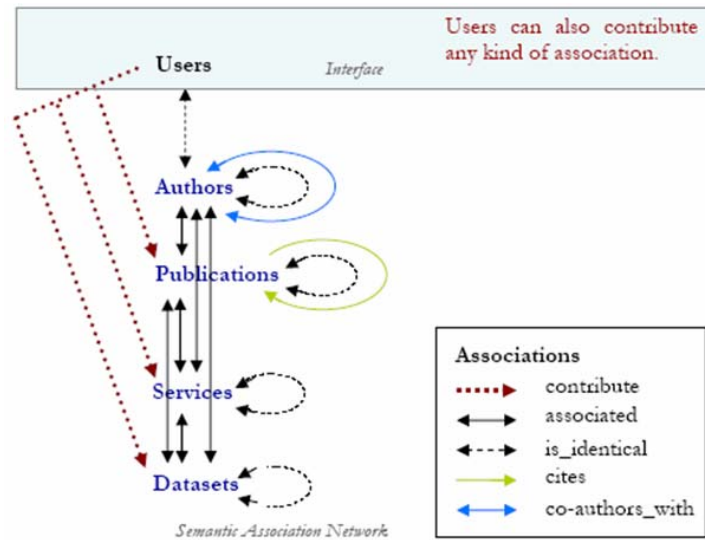 Users can also contribute
any kind of association.
Users
Interface
Authors
Publications
Services
Datasets
Semantic Association Network
Associations
contribute
associated
is_identical
cites
co-authors_with